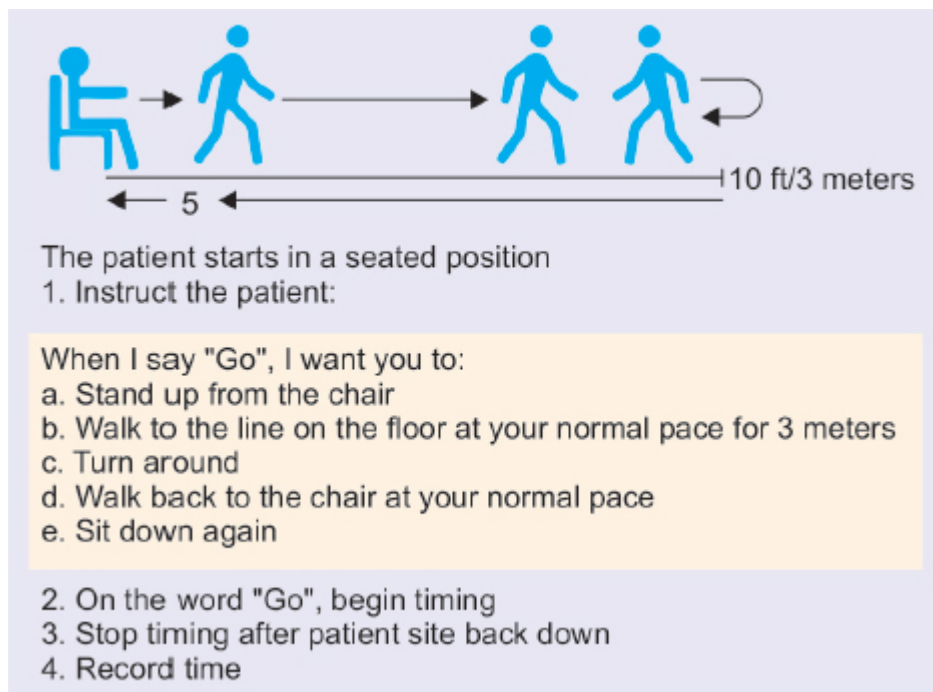 10 ft/3 meters
5
The patient starts in a seated position
1. Instruct the patient:
When I say "Go", I want you to:
a. Stand up from the chair
b. Walk to the line on the floor at your normal pace for 3 meters
c. Turn around
d. Walk back to the chair at your normal pace
e. Sit down again
2. On the word "Go", begin timing
3. Stop timing after patient site back down
4. Record time